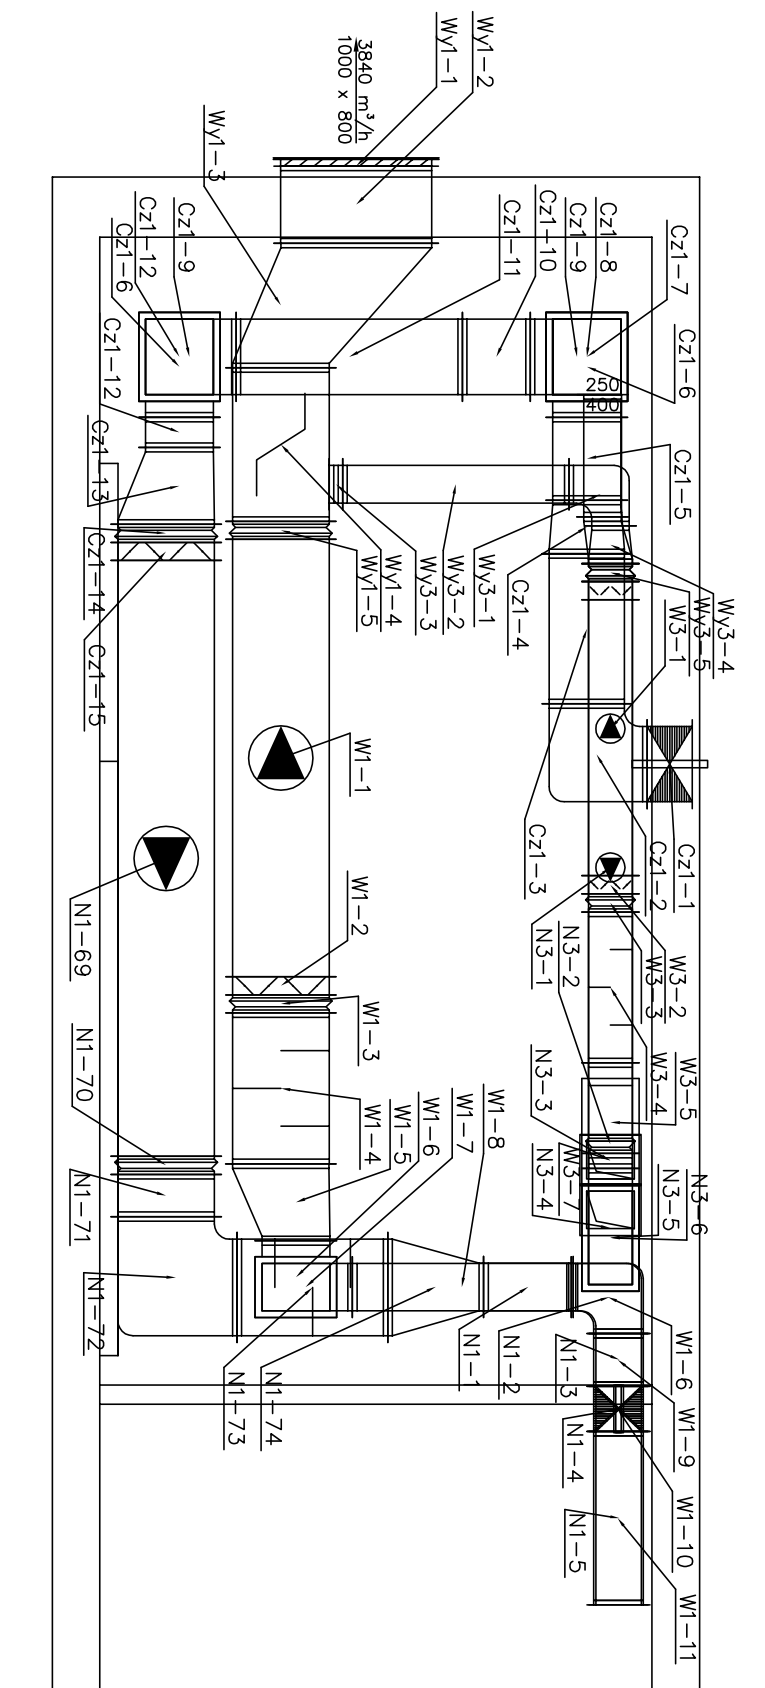 Wy1-2
Wy1-1
3840 m³/h
1000 x 800
Wy1-3
Cz1-7
Cz1-8
Cz1-9
Cz1-10
Cz1-11
Cz1-9
Cz1-12
Cz1-6
Cz1-6
250
400
Cz1-12
Cz1-5
Cz1-13
Cz1-14
Cz1-15
Wy1-4
Wy1-5
Wy3-1
Wy3-2
Wy3-3
Cz1-4
Wy3-4
Wy3-5
W3-1
W1-1
Cz1-1
Cz1-2
Cz1-3
W1-2
N1-69
N3-2
N3-1
W3-2
W3-3
W1-3
N1-70
N3-3
W3-5
W3-4
W1-8
W1-7
W1-6
W1-5
W1-4
W3-7
N3-4
N3-6
N3-5
N1-71
N1-72
N1-73
N1-74
N1-1
N1-2
N1-3
W1-6
W1-9
N1-4
W1-10
N1-5
W1-11